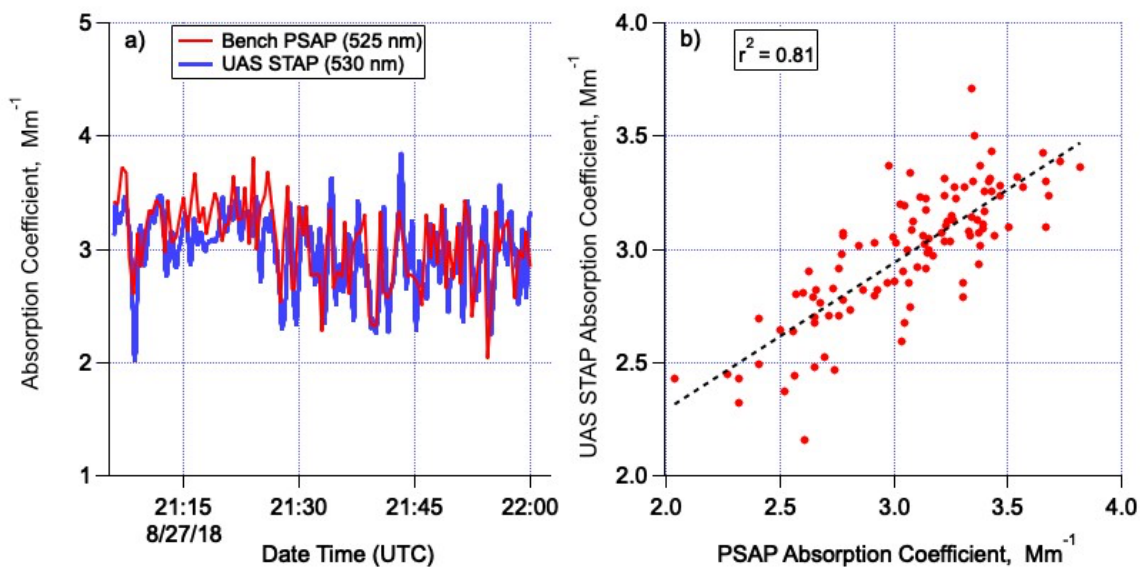 a)
Bench PSAP (525 nm)
UAS STAP (530 nm)
5
4
3
2
1
Absorption Coefficient, Mm⁻¹
21:15
21:30
21:45
22:00
8/27/18
Date Time (UTC)
b)
r² = 0.81
4.0
3.5
3.0
2.5
2.0
UAS STAP Absorption Coefficient, Mm⁻¹
2.0
2.5
3.0
3.5
4.0
PSAP Absorption Coefficient, Mm⁻¹